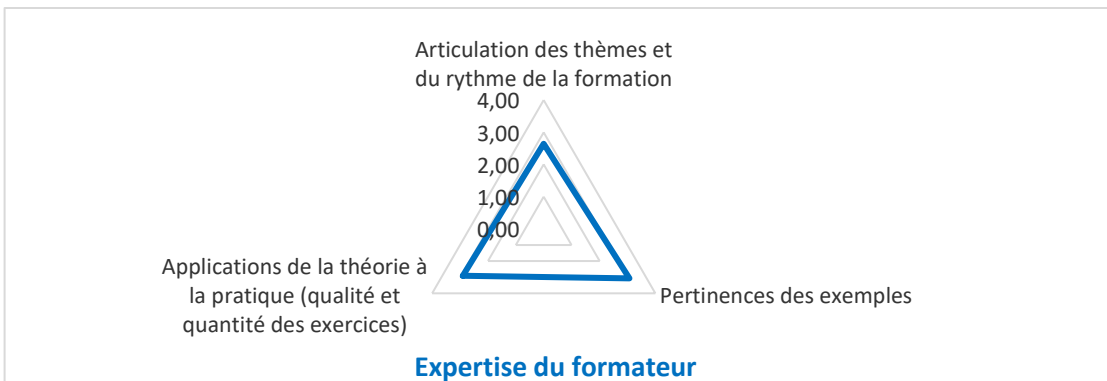 Articulation des thèmes et
du rythme de la formation
4,00
3,00
2,00
1,00
0,00
Applications de la théorie à
la pratique (qualité et
quantité des exercices)
Pertinences des exemples
Expertise du formateur